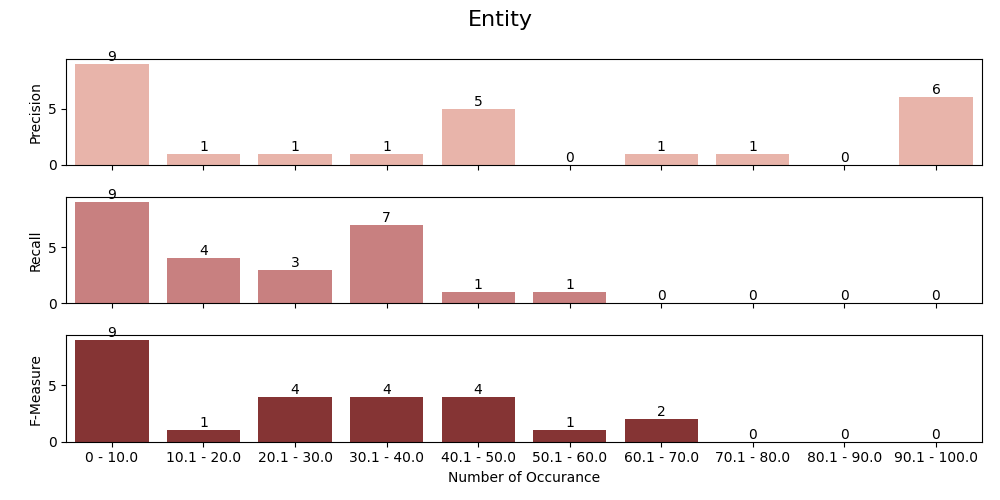 Entity
9 1 1 1 5 0 1 1 0 6
5
0
Precision
9 4 3 7 1 1 0 0 0 0
5
0
Recall
9 1 4 4 4 1 2 0 0 0
5
0
F-Measure
0 - 10.0 10.1 - 20.0 20.1 - 30.0 30.1 - 40.0 40.1 - 50.0 50.1 - 60.0 60.1 - 70.0 70.1 - 80.0 80.1 - 90.0 90.1 - 100.0
Number of Occurance